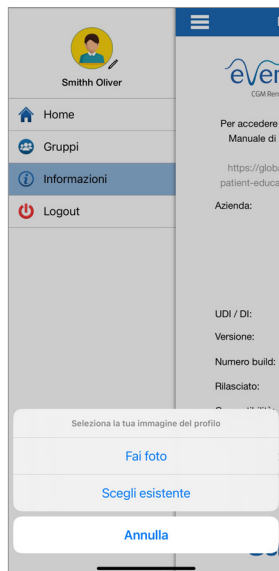 Smithh Oliver
Home
Gruppi
Informazioni
Logout
CGM Rem
Per accedere
Manuale di
https://globa
patient-educa
Azienda:
UDI / DI:
Versione:
Numero build:
Rilasciato:
Seleziona la tua immagine del profilo
Fai foto
Scegli esistente
Annulla